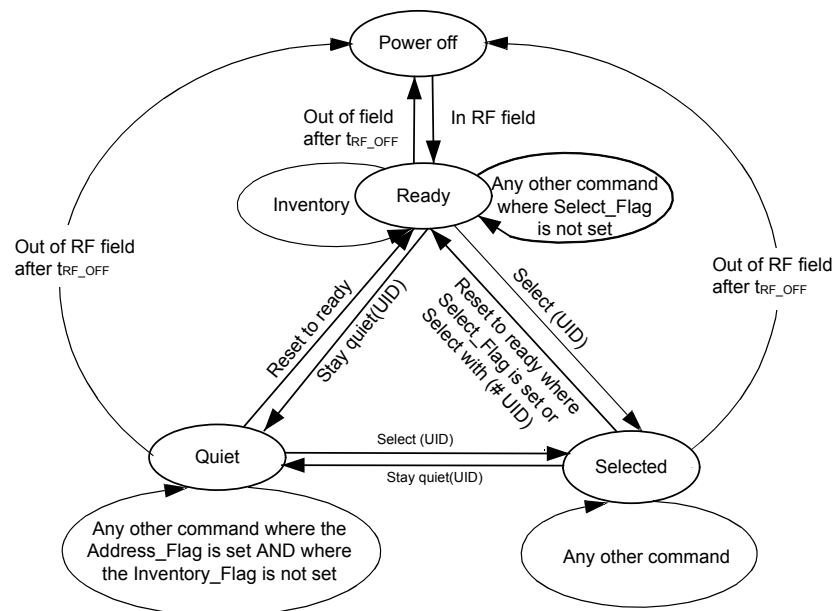 Power off
Out of field
after tRF_OFF
In RF field
Inventory
Ready
Any other command
where Select_Flag
is not set
Out of RF field
after tRF_OFF
Out of RF field
after tRF_OFF
Reset to ready
Stay quiet(UID)
Select (UID)
Reset to ready where
Select_Flag is set or
Select with (# UID)
Quiet
Select (UID)
Stay quiet(UID)
Selected
Any other command where the
Address_Flag is set AND where
the Inventory_Flag is not set
Any other command